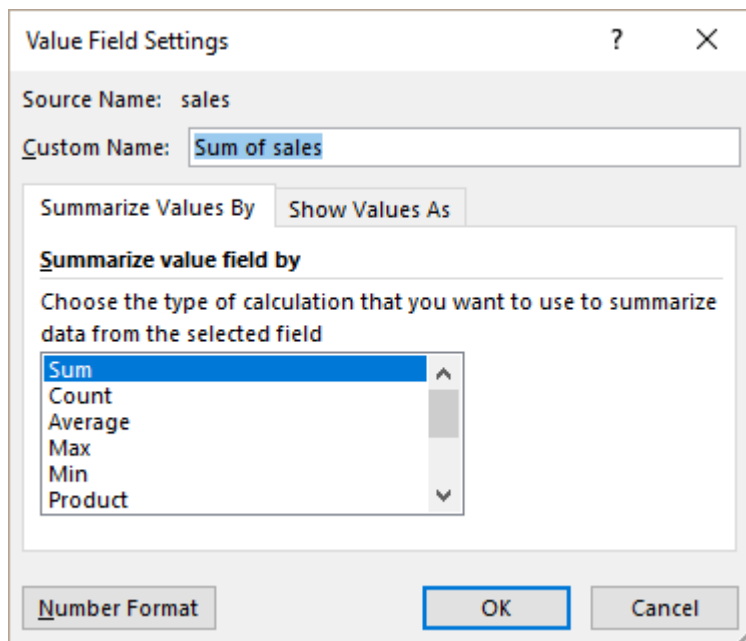 Value Field Settings ?
Source Name: sales
Custom Name: Sum of sales
Summarize Values By Show Values As
Summarize value field by
Choose the type of calculation that you want to use to summarize
data from the selected field
Sum
Count
Average
Max
Min
Product
Number Format OK Cancel